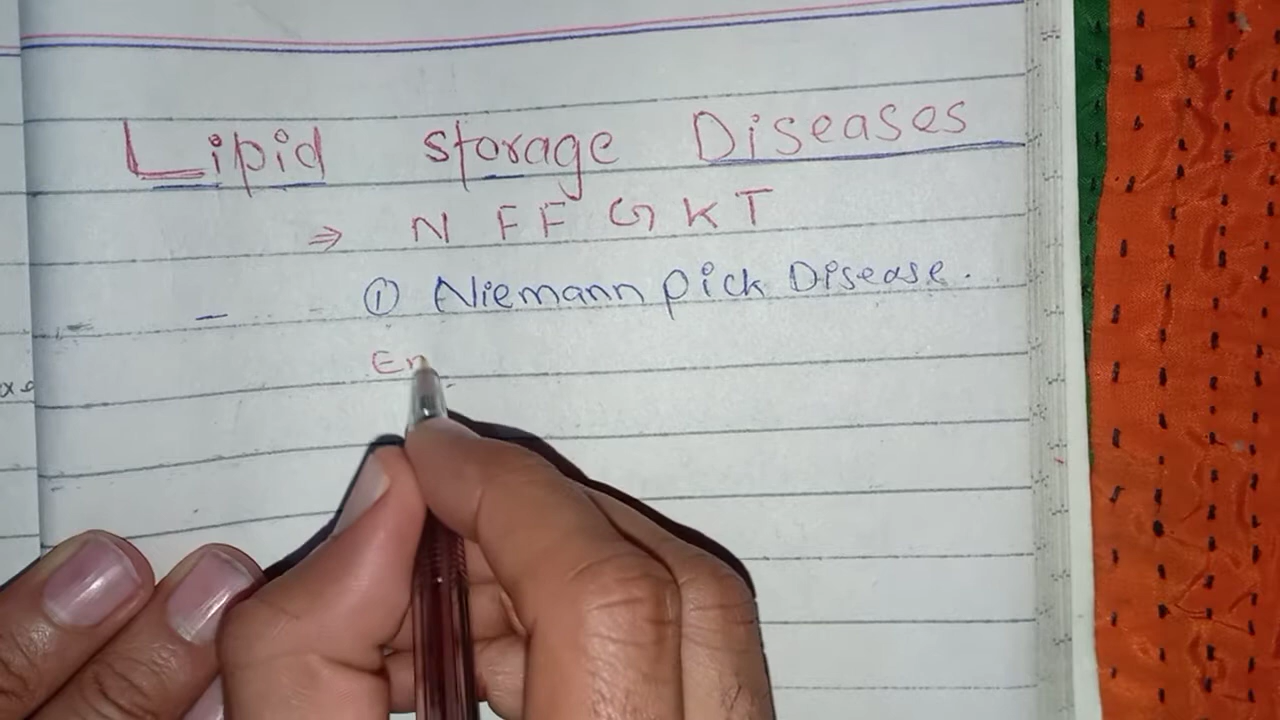 Lipid storage Diseases
⇒ N F F G K T
① Niemann pick Disease.
En